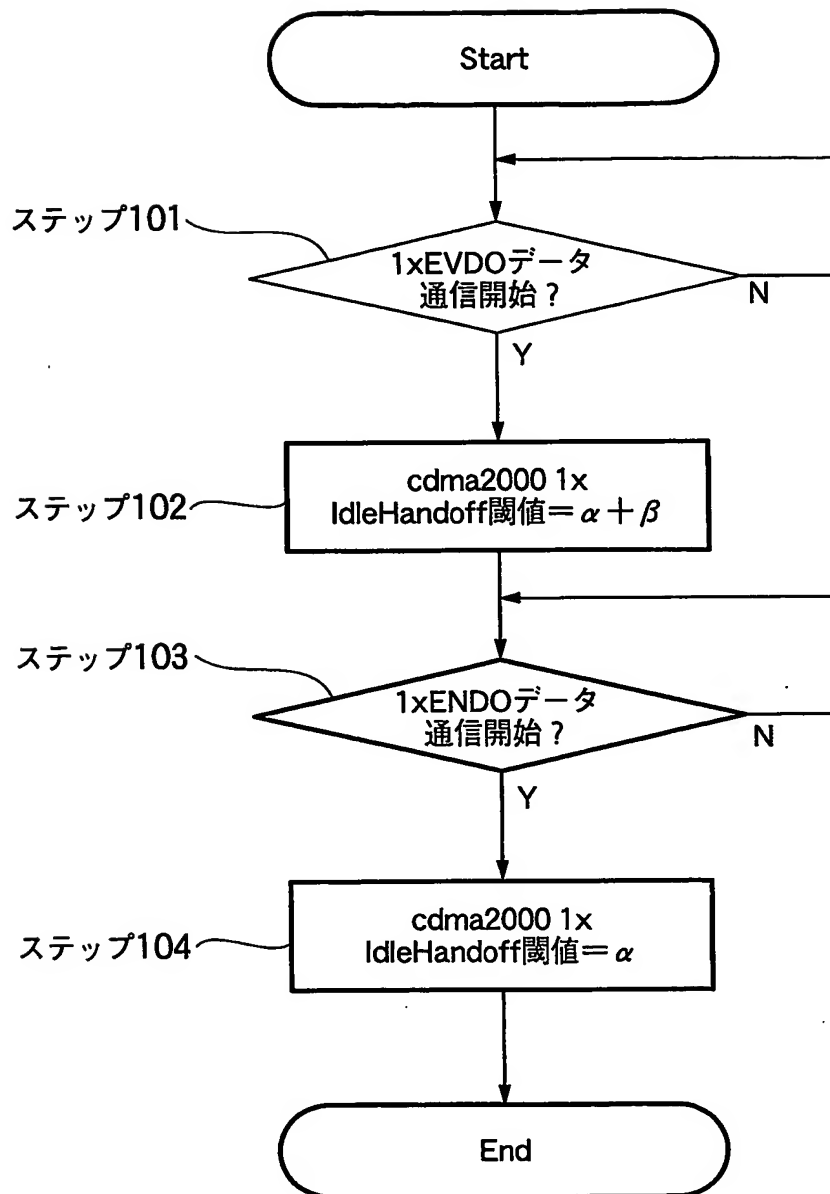 Start
ステップ101
1xEVDOデータ
通信開始？
N
Y
ステップ102
cdma2000 1x
IdleHandoff閾値＝α＋β
ステップ103
1xENDOデータ
通信開始？
N
Y
ステップ104
cdma2000 1x
IdleHandoff閾値＝α
End